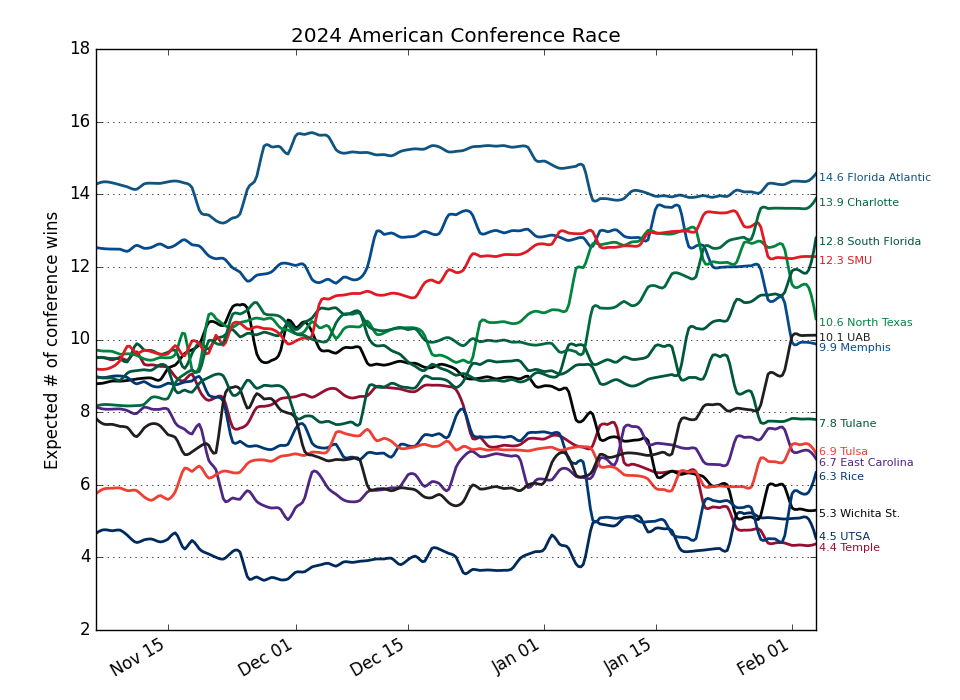 2024 American Conference Race
Expected # of conference wins
18
16
14
12
10
8
6
4
2
14.6 Florida Atlantic
13.9 Charlotte
12.8 South Florida
12.3 SMU
10.6 North Texas
10.1 UAB
9.9 Memphis
7.8 Tulane
6.9 Tulsa
6.7 East Carolina
6.3 Rice
5.3 Wichita St.
4.5 UTSA
4.4 Temple
Nov 15
Dec 01
Dec 15
Jan 01
Jan 15
Feb 01